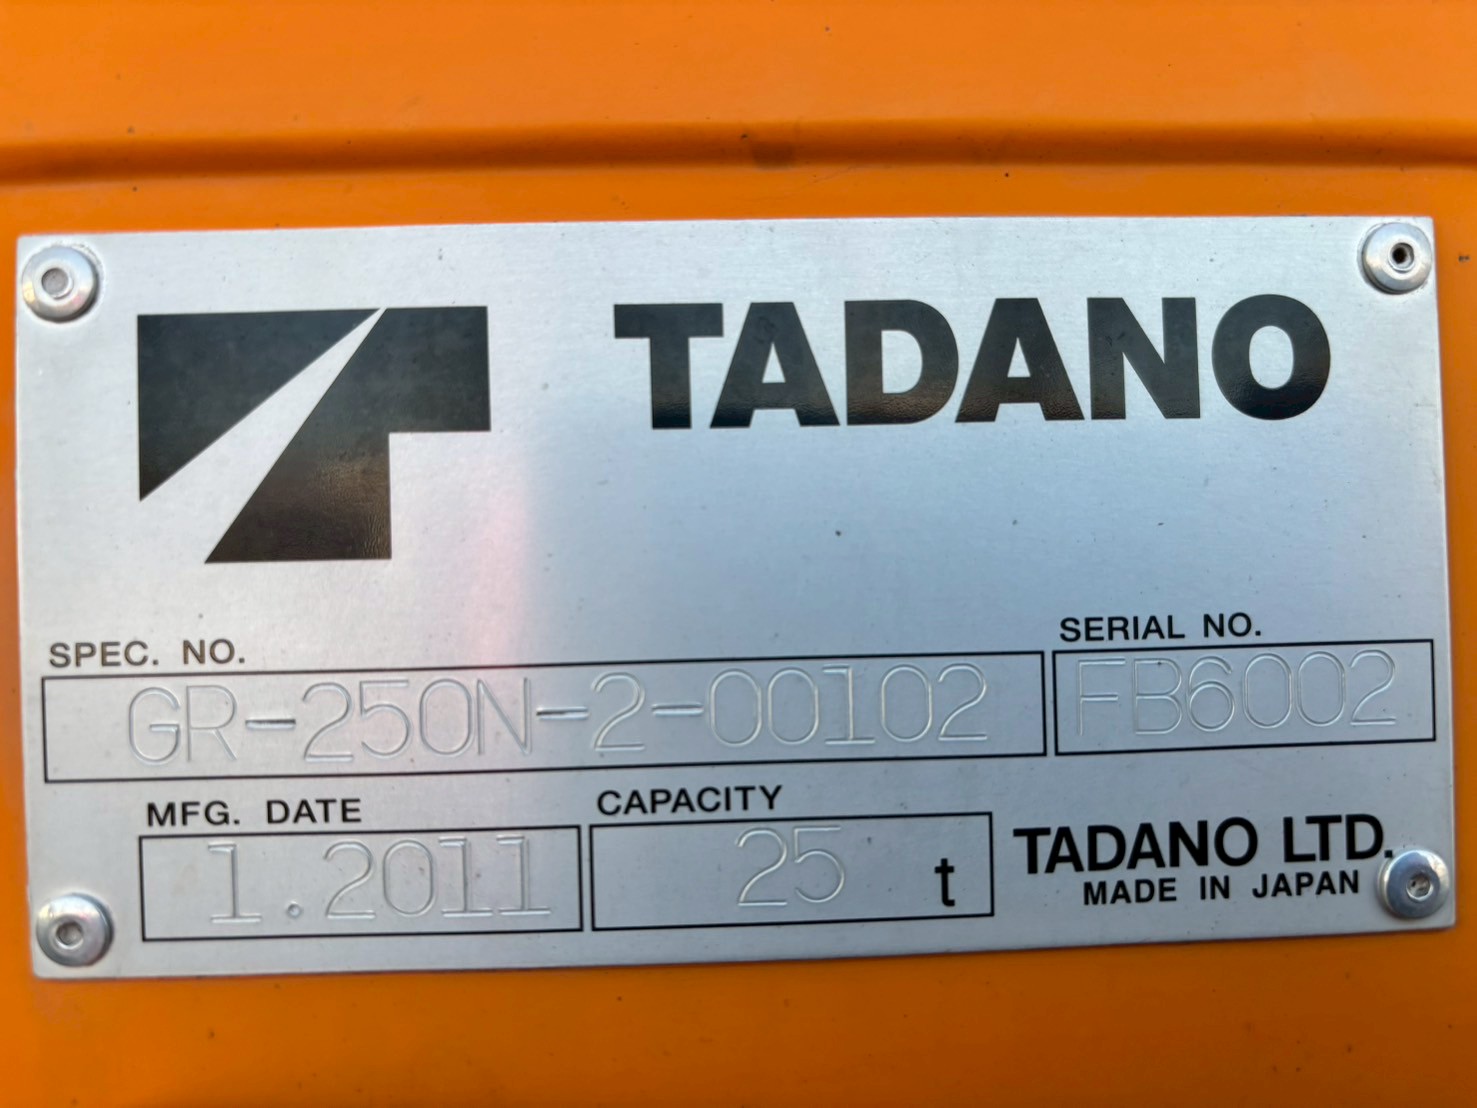 TADANO
SPEC. NO.
GR-250N-2-00102
SERIAL NO.
FB6002
MFG. DATE
1.2011
CAPACITY
25 t
TADANO LTD.
MADE IN JAPAN